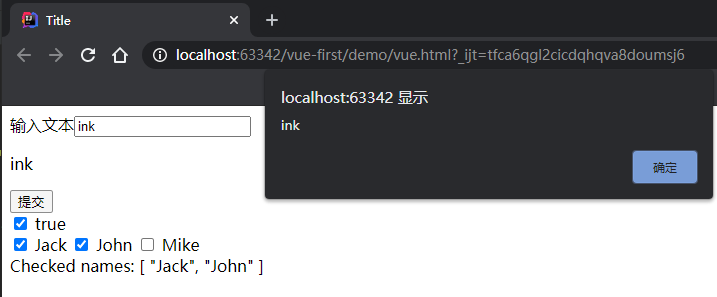 Title
localhost:63342/vue-first/demo/vue.html?_ijt=tfca6qgl2cicdqhqva8doumsj6
localhost:63342 显示
ink
确定
输入文本 ink
ink
提交
true
Jack John Mike
Checked names: [ "Jack", "John" ]